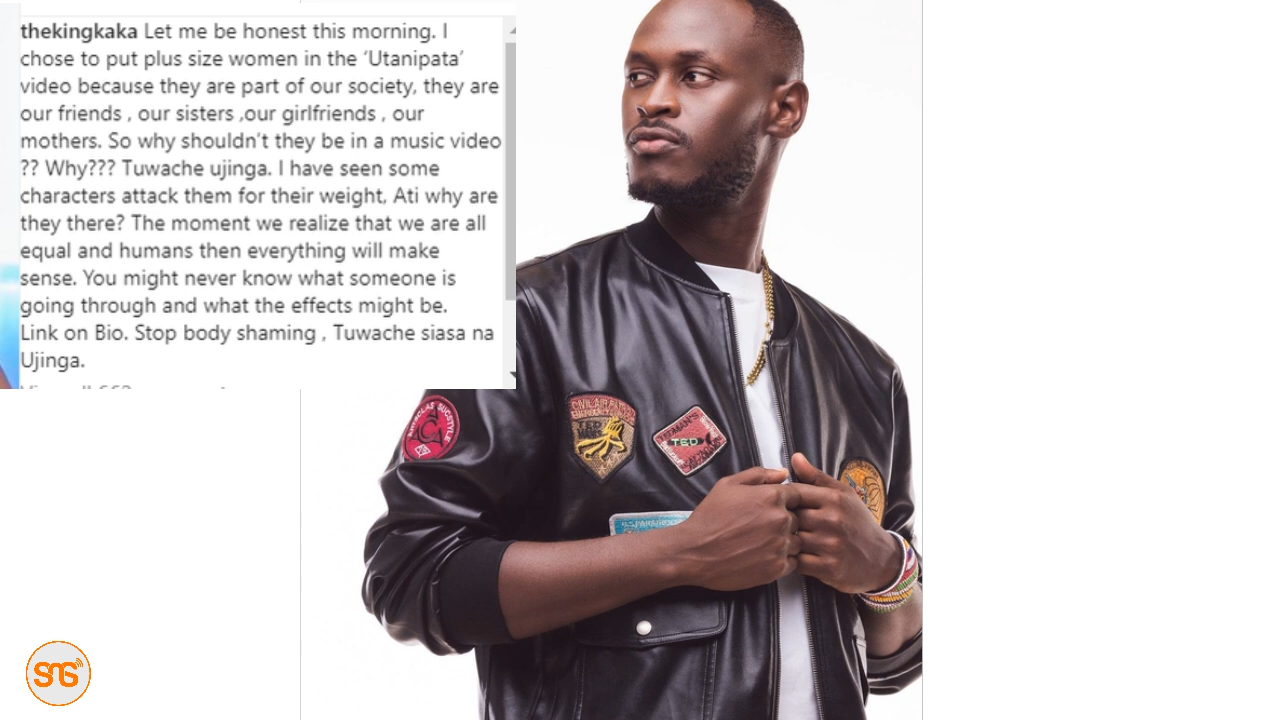 thekingkaka Let me be honest this morning. I
chose to put plus size women in the ‘Utanipata’
video because they are part of our society, they are
our friends , our sisters ,our girlfriends , our
mothers. So why shouldn’t they be in a music video
?? Why??? Tuwache ujinga. I have seen some
characters attack them for their weight, Ati why are
they there? The moment we realize that we are all
equal and humans then everything will make
sense. You might never know what someone is
going through and what the effects might be.
Link on Bio. Stop body shaming , Tuwache siasa na
Ujinga.
CIVIL AIR PATROL
TED
SNS